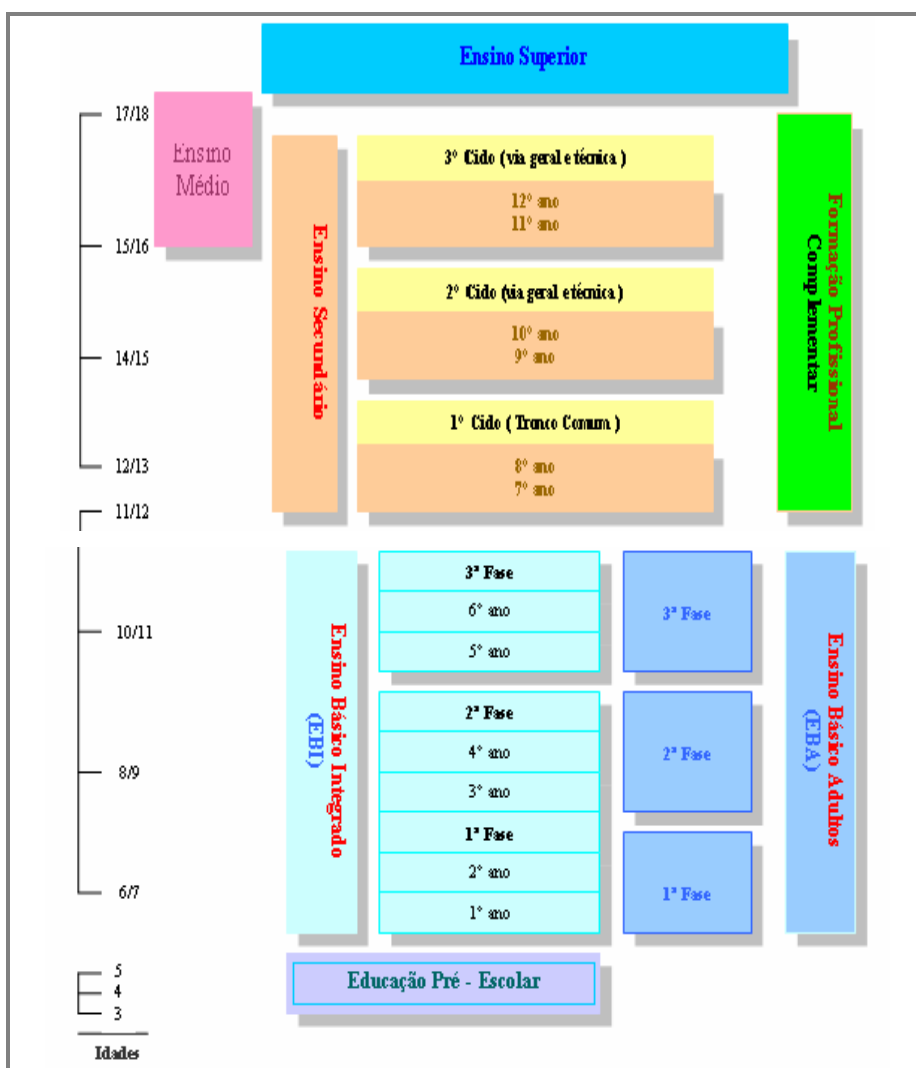 Ensino Superior
17/18
Ensino
Médio
3º Cido ( via geral e técnica )
12º ano
11º ano
15/16
Ensino Secundário
2º Cido (via geral e técnica )
10º ano
9º ano
14/15
1º Cido ( Tronco Comum )
8º ano
7º ano
12/13
11/12
Formação Profissional
Complementar
3ª Fase
6º ano
5º ano
10/11
2ª Fase
4º ano
3º ano
8/9
1ª Fase
2º ano
1º ano
6/7
Ensino Básico Integrado
(EBI)
3ª Fase
2ª Fase
1ª Fase
Ensino Básico Adultos
(EBA)
Educação Pré - Escolar
5
4
3
Idades